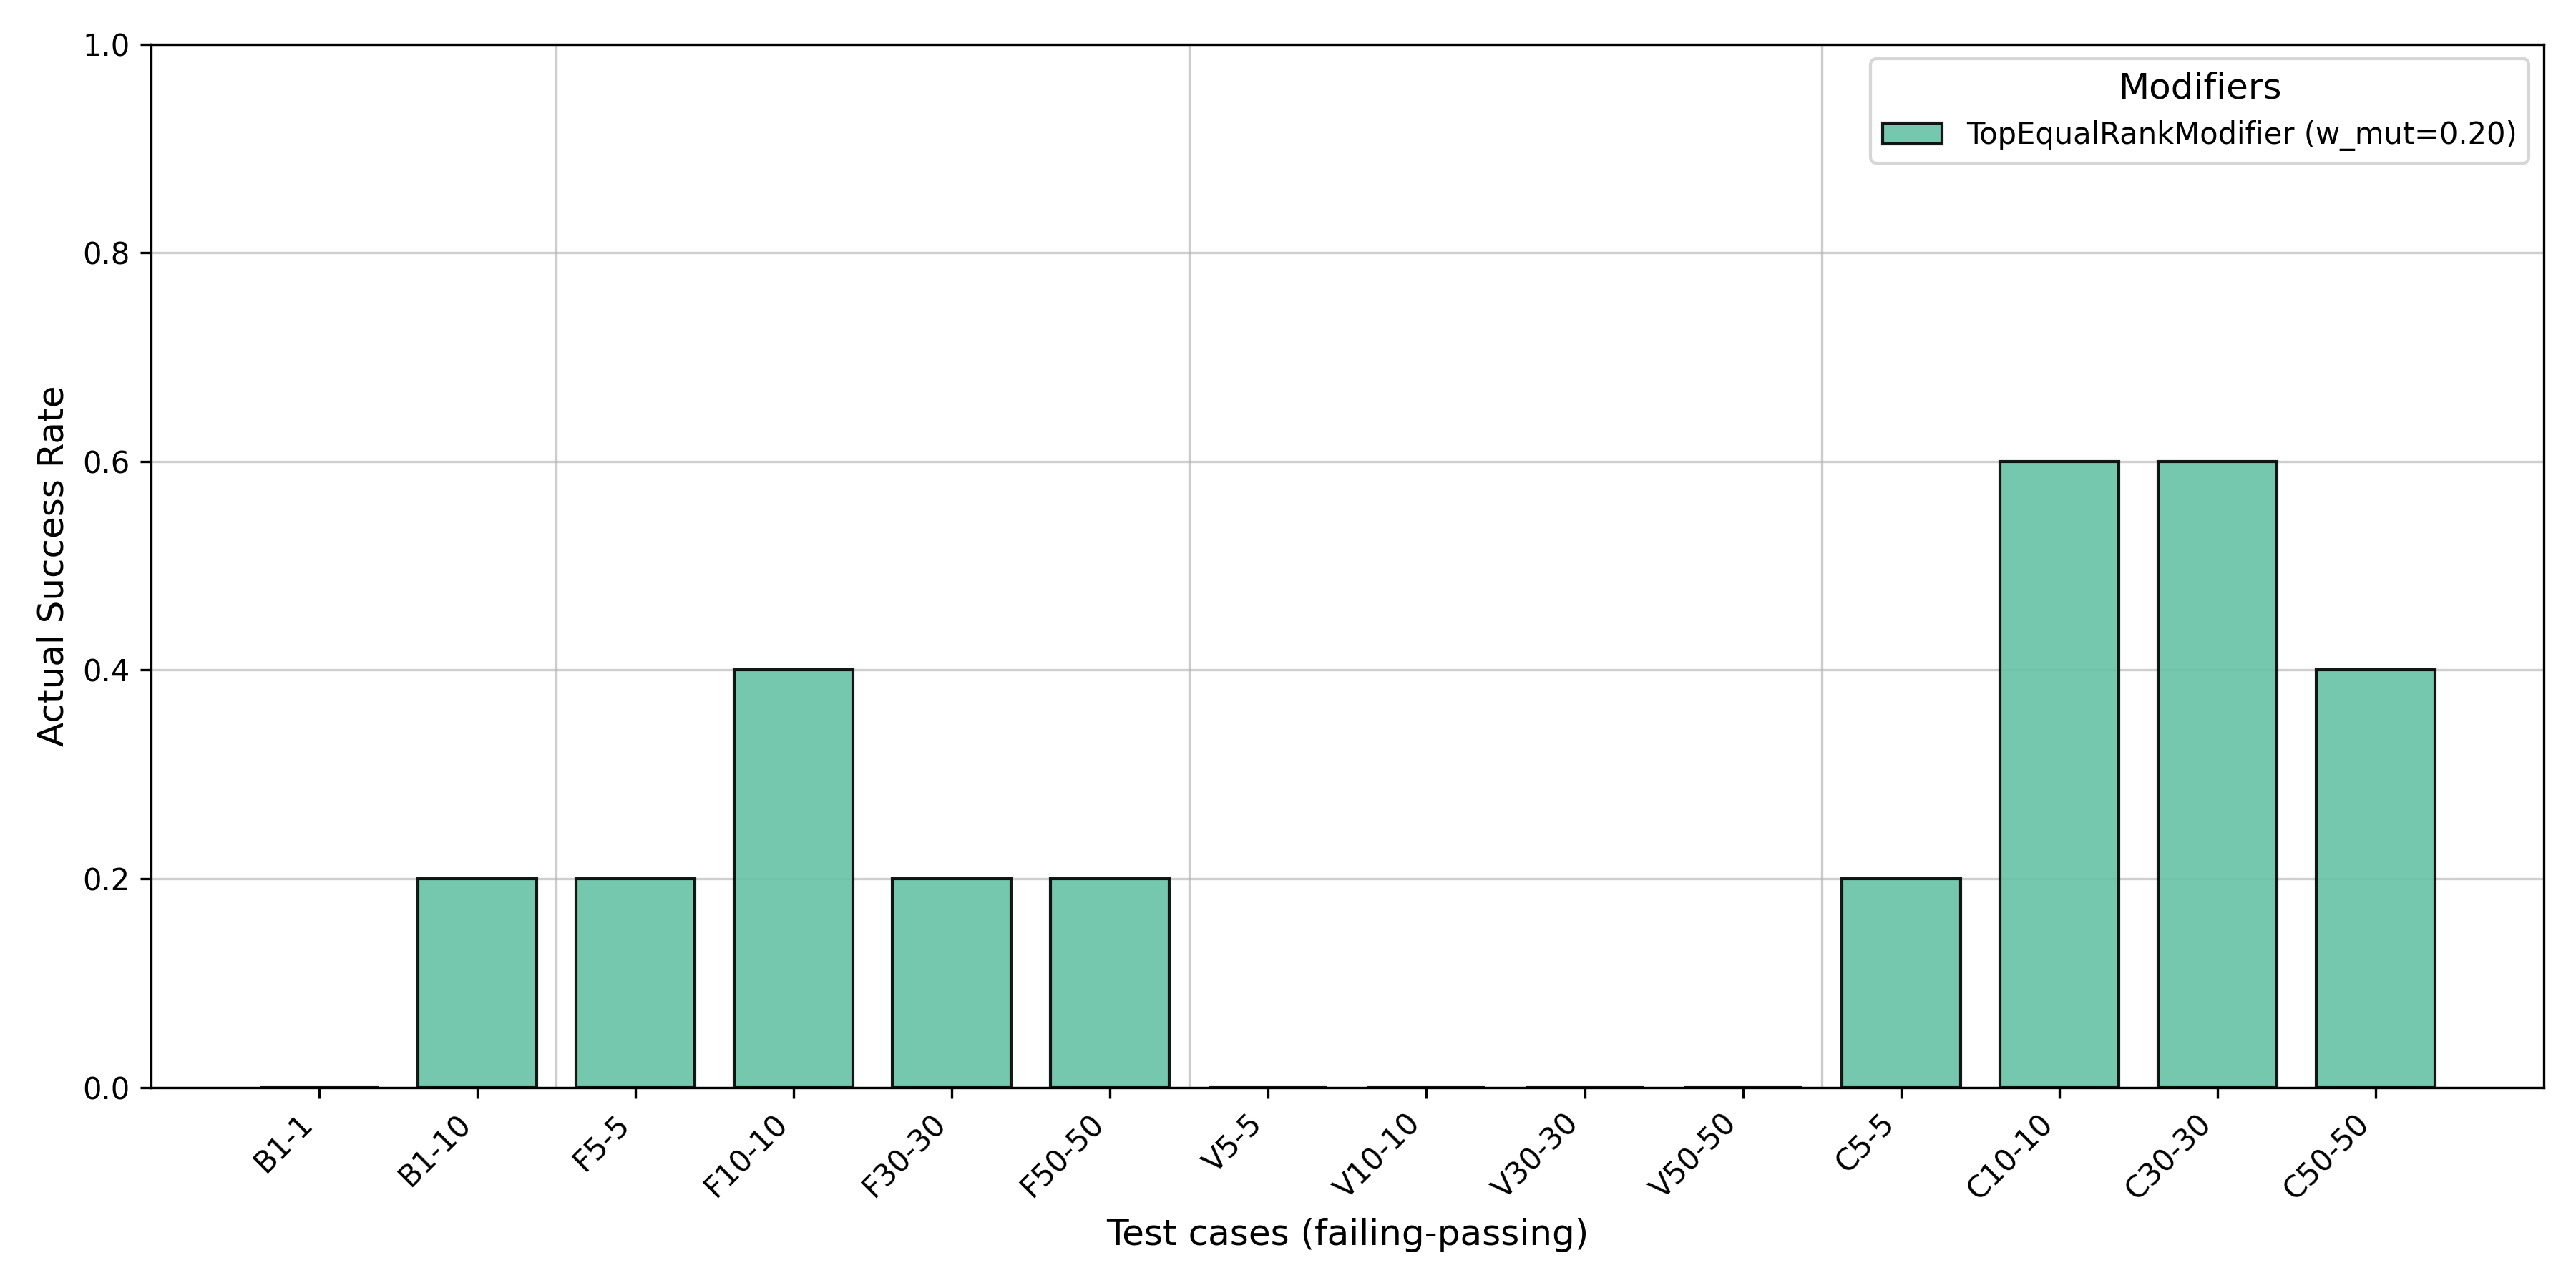 1.0
0.8
0.6
0.4
0.2
0.0
Actual Success Rate
Modifiers
TopEqualRankModifier (w_mut=0.20)
B1-1
B1-10
F5-5
F10-10
F30-30
F50-50
V5-5
V10-10
V30-30
V50-50
C5-5
C10-10
C30-30
C50-50
Test cases (failing-passing)